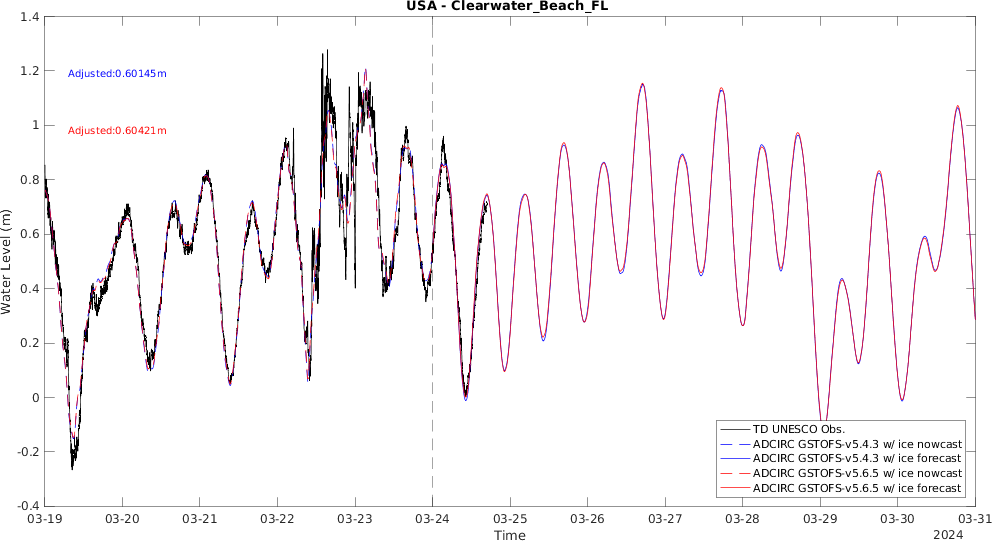 USA - Clearwater_Beach_FL
1.4
1.2
1
0.8
0.6
0.4
0.2
0
-0.2
-0.4
Water Level (m)
Adjusted:0.60145m
Adjusted:0.60421m
TD UNESCO Obs.
ADCIRC GSTOFS-v5.4.3 w/ ice nowcast
ADCIRC GSTOFS-v5.4.3 w/ ice forecast
ADCIRC GSTOFS-v5.6.5 w/ ice nowcast
ADCIRC GSTOFS-v5.6.5 w/ ice forecast
03-19 03-20 03-21 03-22 03-23 03-24 03-25 03-26 03-27 03-28 03-29 03-30 03-31
Time
2024